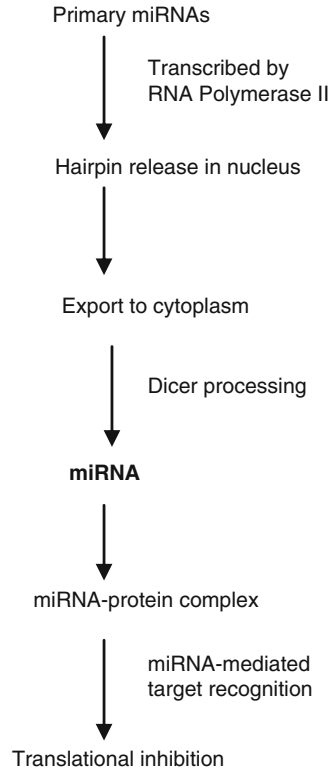 Primary miRNAs
Transcribed by
RNA Polymerase II
Hairpin release in nucleus
Export to cytoplasm
Dicer processing
miRNA
miRNA-protein complex
miRNA-mediated
target recognition
Translational inhibition